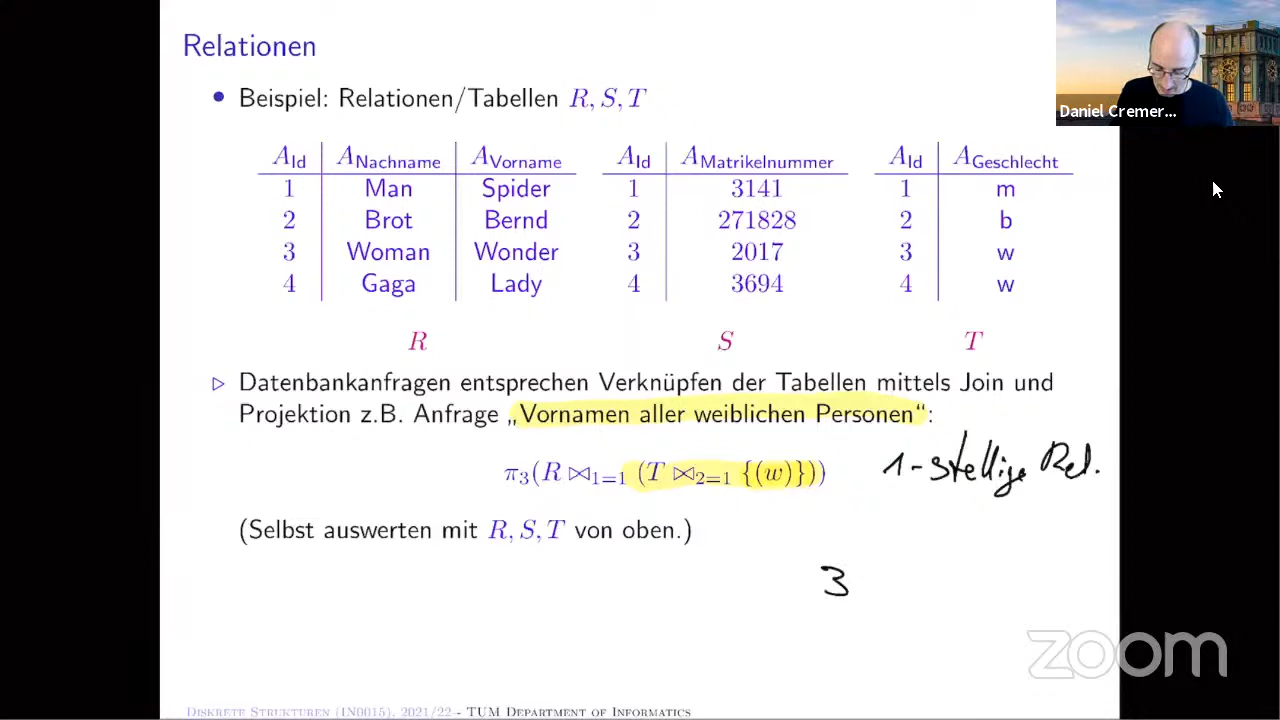 Relationen
• Beispiel: Relationen/Tabellen R, S, T
A_Id A_Nachname A_Vorname
1 Man Spider
2 Brot Bernd
3 Woman Wonder
4 Gaga Lady
R
A_Id A_Matrikelnummer
1 3141
2 271828
3 2017
4 3694
S
A_Id A_Geschlecht
1 m
2 b
3 w
4 w
T
▷ Datenbankanfragen entsprechen Verknüpfen der Tabellen mittels Join und
Projektion z.B. Anfrage „Vornamen aller weiblichen Personen“:
π₃(R ⋈₁₌₁ (T ⋈₂₌₁ {(w)}))
1-stellige Rel.
(Selbst auswerten mit R, S, T von oben.)
3
Diskrete Strukturen (IN0015), 2021/22 - TUM Department of Informatics
Daniel Cremer...
zoom